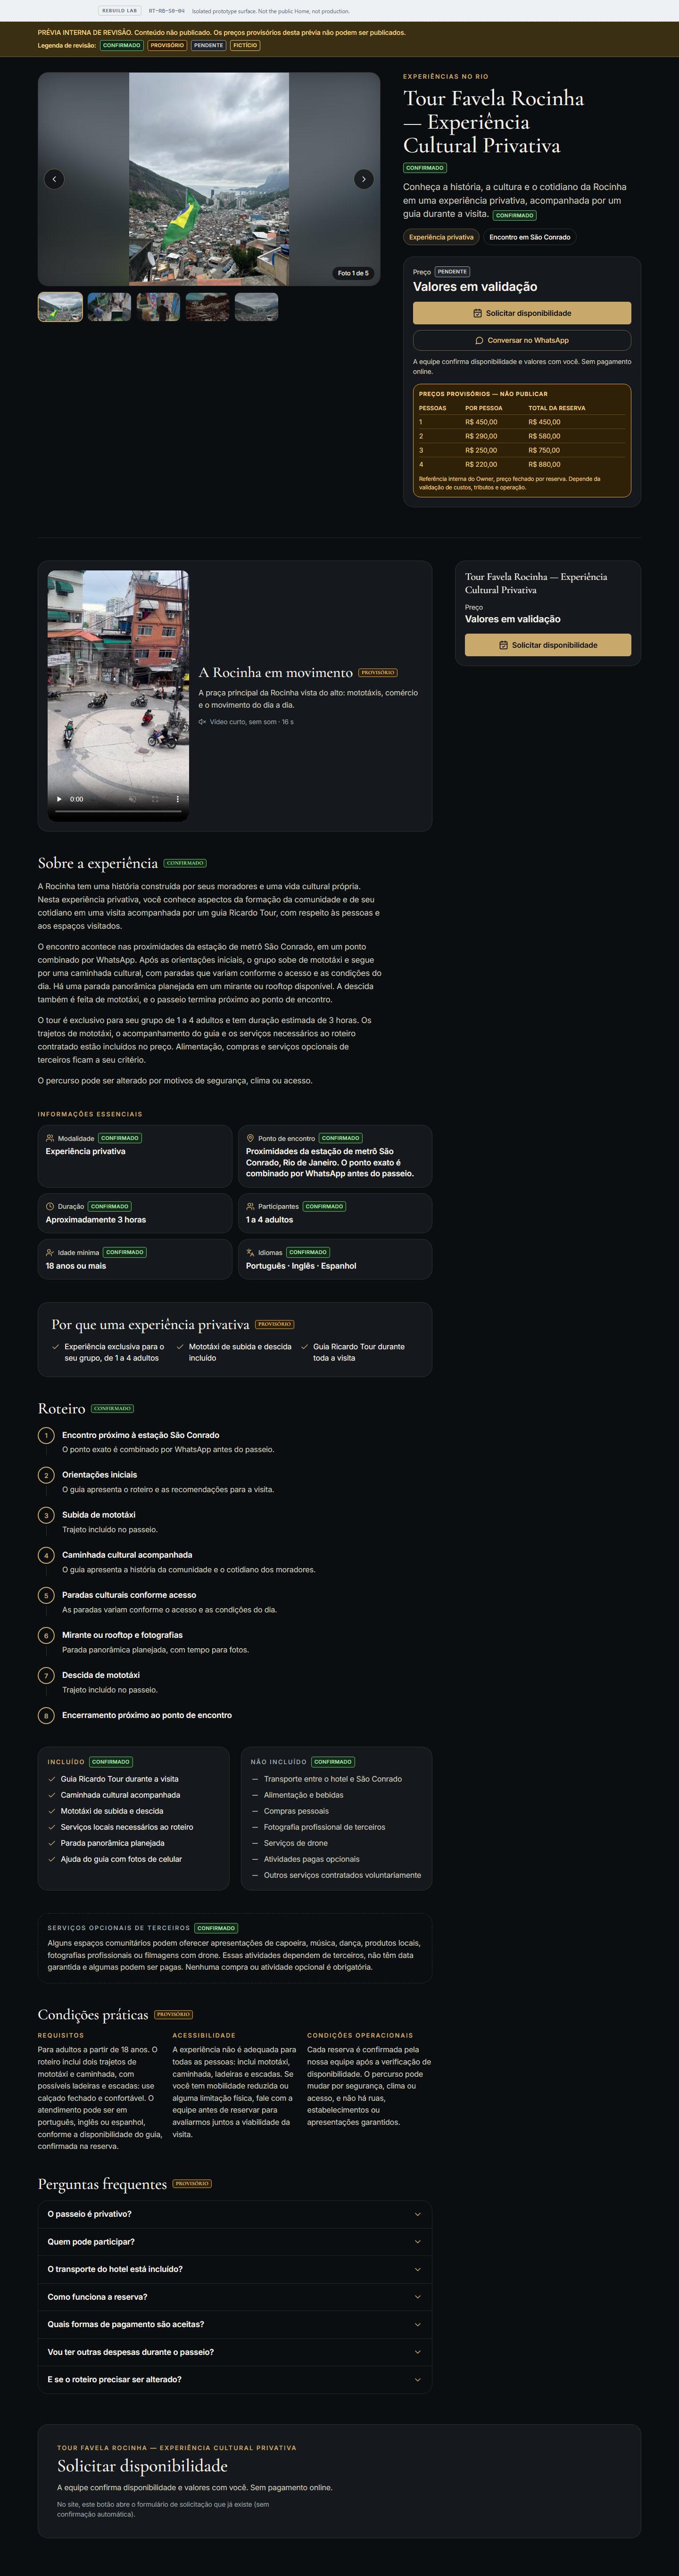 REBUILD LAB RT-RB-50-04 Isolated prototype surface. Not the public Home, not production.
PRÉVIA INTERNA DE REVISÃO. Conteúdo não publicado. Os preços provisórios desta prévia não podem ser publicados.
Legenda de revisão: CONFIRMADO PROVISÓRIO PENDENTE FICTÍCIO
Foto 1 de 5
EXPERIÊNCIAS NO RIO
Tour Favela Rocinha
— Experiência
Cultural Privativa
CONFIRMADO
Conheça a história, a cultura e o cotidiano da Rocinha
em uma experiência privativa, acompanhada por um
guia durante a visita. CONFIRMADO
Experiência privativa Encontro em São Conrado
Preço PENDENTE
Valores em validação
Solicitar disponibilidade
Conversar no WhatsApp
A equipe confirma disponibilidade e valores com você. Sem pagamento
online.
PREÇOS PROVISÓRIOS — NÃO PUBLICAR
PESSOAS POR PESSOA TOTAL DA RESERVA
1 R$ 450,00 R$ 450,00
2 R$ 290,00 R$ 580,00
3 R$ 250,00 R$ 750,00
4 R$ 220,00 R$ 880,00
Referência interna do Owner, preço fechado por reserva. Depende da
validação de custos, tributos e operação.
0:00
A Rocinha em movimento PROVISÓRIO
A praça principal da Rocinha vista do alto: mototáxis, comércio
e o movimento do dia a dia.
Vídeo curto, sem som · 16 s
Tour Favela Rocinha — Experiência
Cultural Privativa
Preço
Valores em validação
Solicitar disponibilidade
Sobre a experiência CONFIRMADO
A Rocinha tem uma história construída por seus moradores e uma vida cultural própria.
Nesta experiência privativa, você conhece aspectos da formação da comunidade e de seu
cotidiano em uma visita acompanhada por um guia Ricardo Tour, com respeito às pessoas e
aos espaços visitados.
O encontro acontece nas proximidades da estação de metrô São Conrado, em um ponto
combinado por WhatsApp. Após as orientações iniciais, o grupo sobe de mototáxi e segue
por uma caminhada cultural, com paradas que variam conforme o acesso e as condições do
dia. Há uma parada panorâmica planejada em um mirante ou rooftop disponível. A descida
também é feita de mototáxi, e o passeio termina próximo ao ponto de encontro.
O tour é exclusivo para seu grupo de 1 a 4 adultos e tem duração estimada de 3 horas. Os
trajetos de mototáxi, o acompanhamento do guia e os serviços necessários ao roteiro
contratado estão incluídos no preço. Alimentação, compras e serviços opcionais de
terceiros ficam a seu critério.
O percurso pode ser alterado por motivos de segurança, clima ou acesso.
INFORMAÇÕES ESSENCIAIS
Modalidade CONFIRMADO
Experiência privativa
Ponto de encontro CONFIRMADO
Proximidades da estação de metrô São
Conrado, Rio de Janeiro. O ponto exato é
combinado por WhatsApp antes do passeio.
Duração CONFIRMADO
Aproximadamente 3 horas
Participantes CONFIRMADO
1 a 4 adultos
Idade mínima CONFIRMADO
18 anos ou mais
Idiomas CONFIRMADO
Português · Inglês · Espanhol
Por que uma experiência privativa PROVISÓRIO
Experiência exclusiva para o
seu grupo, de 1 a 4 adultos
Mototáxi de subida e descida
incluído
Guia Ricardo Tour durante
toda a visita
Roteiro CONFIRMADO
1 Encontro próximo à estação São Conrado
O ponto exato é combinado por WhatsApp antes do passeio.
2 Orientações iniciais
O guia apresenta o roteiro e as recomendações para a visita.
3 Subida de mototáxi
Trajeto incluído no passeio.
4 Caminhada cultural acompanhada
O guia apresenta a história da comunidade e o cotidiano dos moradores.
5 Paradas culturais conforme acesso
As paradas variam conforme o acesso e as condições do dia.
6 Mirante ou rooftop e fotografias
Parada panorâmica planejada, com tempo para fotos.
7 Descida de mototáxi
Trajeto incluído no passeio.
8 Encerramento próximo ao ponto de encontro
INCLUÍDO CONFIRMADO
Guia Ricardo Tour durante a visita
Caminhada cultural acompanhada
Mototáxi de subida e descida
Serviços locais necessários ao roteiro
Parada panorâmica planejada
Ajuda do guia com fotos de celular
NÃO INCLUÍDO CONFIRMADO
— Transporte entre o hotel e São Conrado
— Alimentação e bebidas
— Compras pessoais
— Fotografia profissional de terceiros
— Serviços de drone
— Atividades pagas opcionais
— Outros serviços contratados voluntariamente
SERVIÇOS OPCIONAIS DE TERCEIROS CONFIRMADO
Alguns espaços comunitários podem oferecer apresentações de capoeira, música, dança, produtos locais,
fotografias profissionais ou filmagens com drone. Essas atividades dependem de terceiros, não têm data
garantida e algumas podem ser pagas. Nenhuma compra ou atividade opcional é obrigatória.
Condições práticas PROVISÓRIO
REQUISITOS
Para adultos a partir de 18 anos. O
roteiro inclui dois trajetos de
mototáxi e caminhada, com
possíveis ladeiras e escadas: use
calçado fechado e confortável. O
atendimento pode ser em
português, inglês ou espanhol,
conforme a disponibilidade do guia,
confirmada na reserva.
ACESSIBILIDADE
A experiência não é adequada para
todas as pessoas: inclui mototáxi,
caminhada, ladeiras e escadas. Se
você tem mobilidade reduzida ou
alguma limitação física, fale com a
equipe antes de reservar para
avaliarmos juntos a viabilidade da
visita.
CONDIÇÕES OPERACIONAIS
Cada reserva é confirmada pela
nossa equipe após a verificação de
disponibilidade. O percurso pode
mudar por segurança, clima ou
acesso, e não há ruas,
estabelecimentos ou
apresentações garantidos.
Perguntas frequentes PROVISÓRIO
O passeio é privativo?
Quem pode participar?
O transporte do hotel está incluído?
Como funciona a reserva?
Quais formas de pagamento são aceitas?
Vou ter outras despesas durante o passeio?
E se o roteiro precisar ser alterado?
TOUR FAVELA ROCINHA — EXPERIÊNCIA CULTURAL PRIVATIVA
Solicitar disponibilidade
A equipe confirma disponibilidade e valores com você. Sem pagamento online.
No site, este botão abre o formulário de solicitação que já existe (sem
confirmação automática).